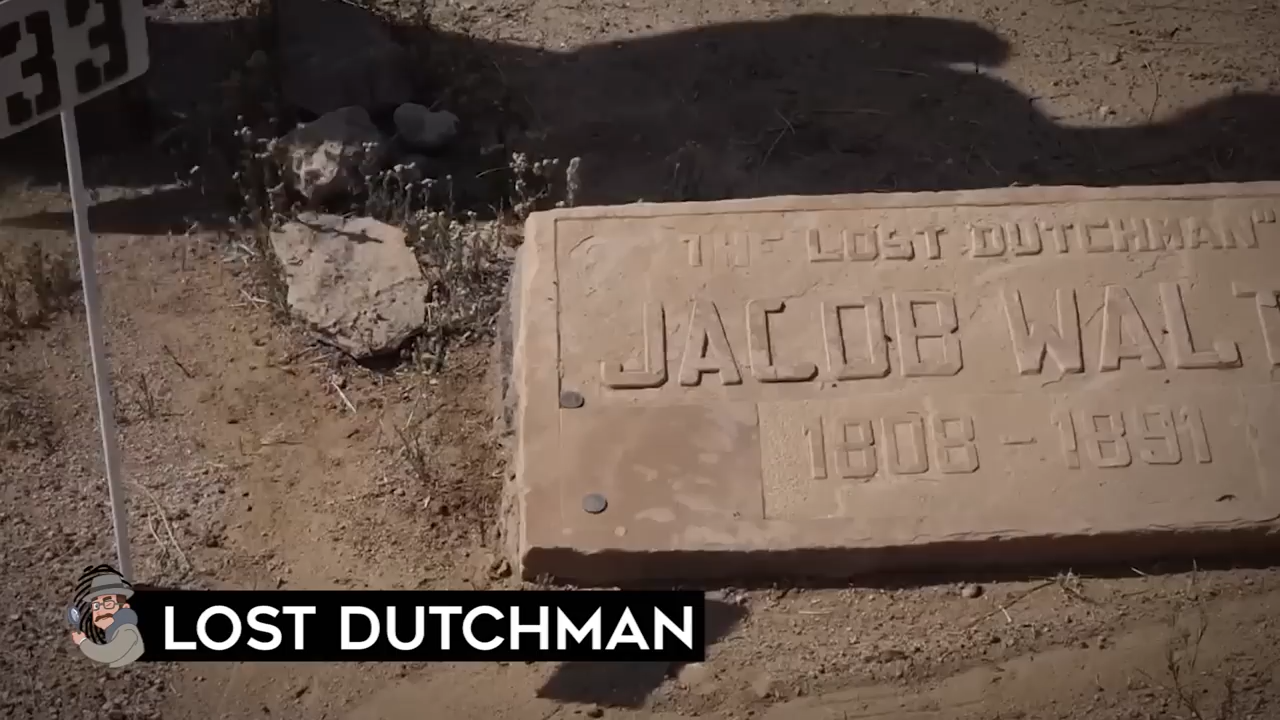 33
THE LOST DUTCHMAN"
JACOB WALT
1808 - 1891
LOST DUTCHMAN